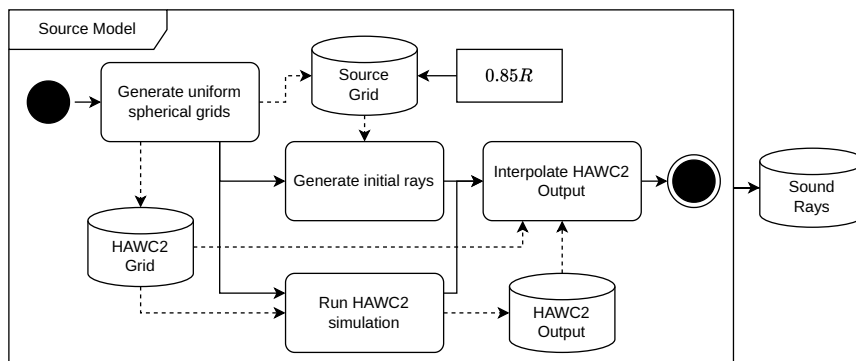 Source Model
Generate uniform
spherical grids
Source
Grid
0.85R
Generate initial rays
Interpolate HAWC2
Output
Sound
Rays
HAWC2
Grid
Run HAWC2
simulation
HAWC2
Output